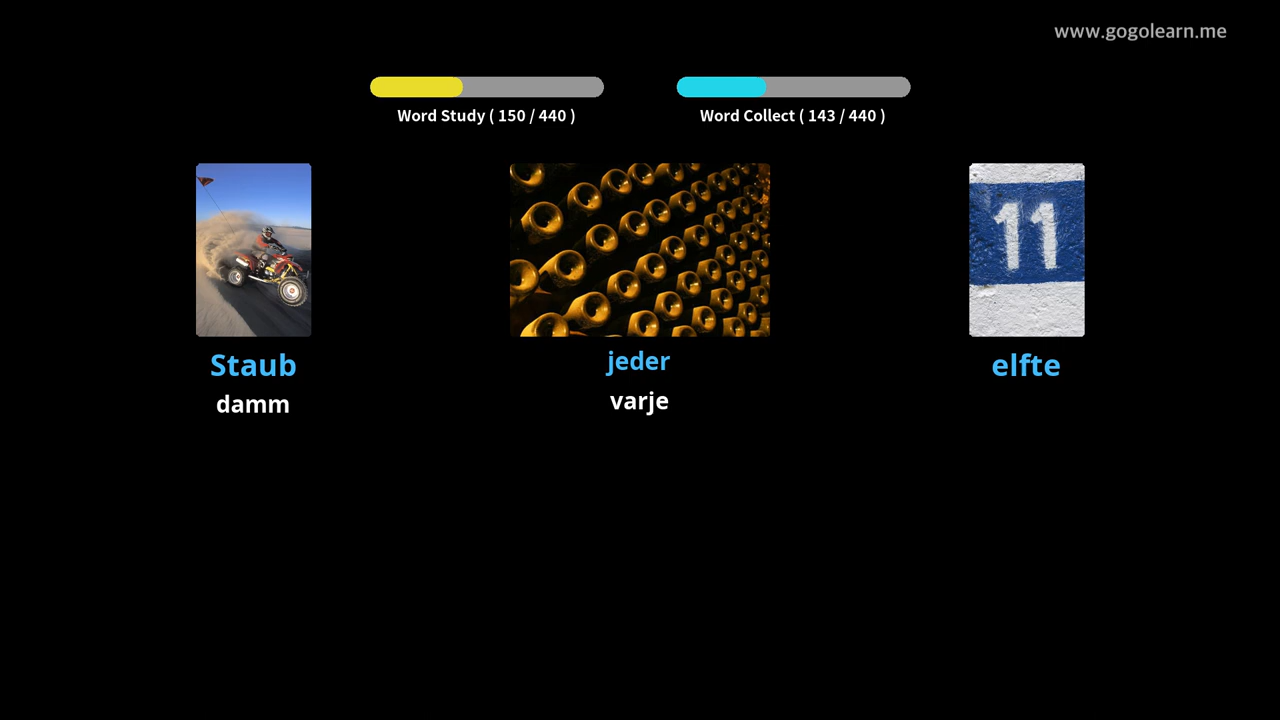 www.gogolearn.me
Word Study ( 150 / 440 )
Word Collect ( 143 / 440 )
11
Staub
damm
jeder
varje
elfte